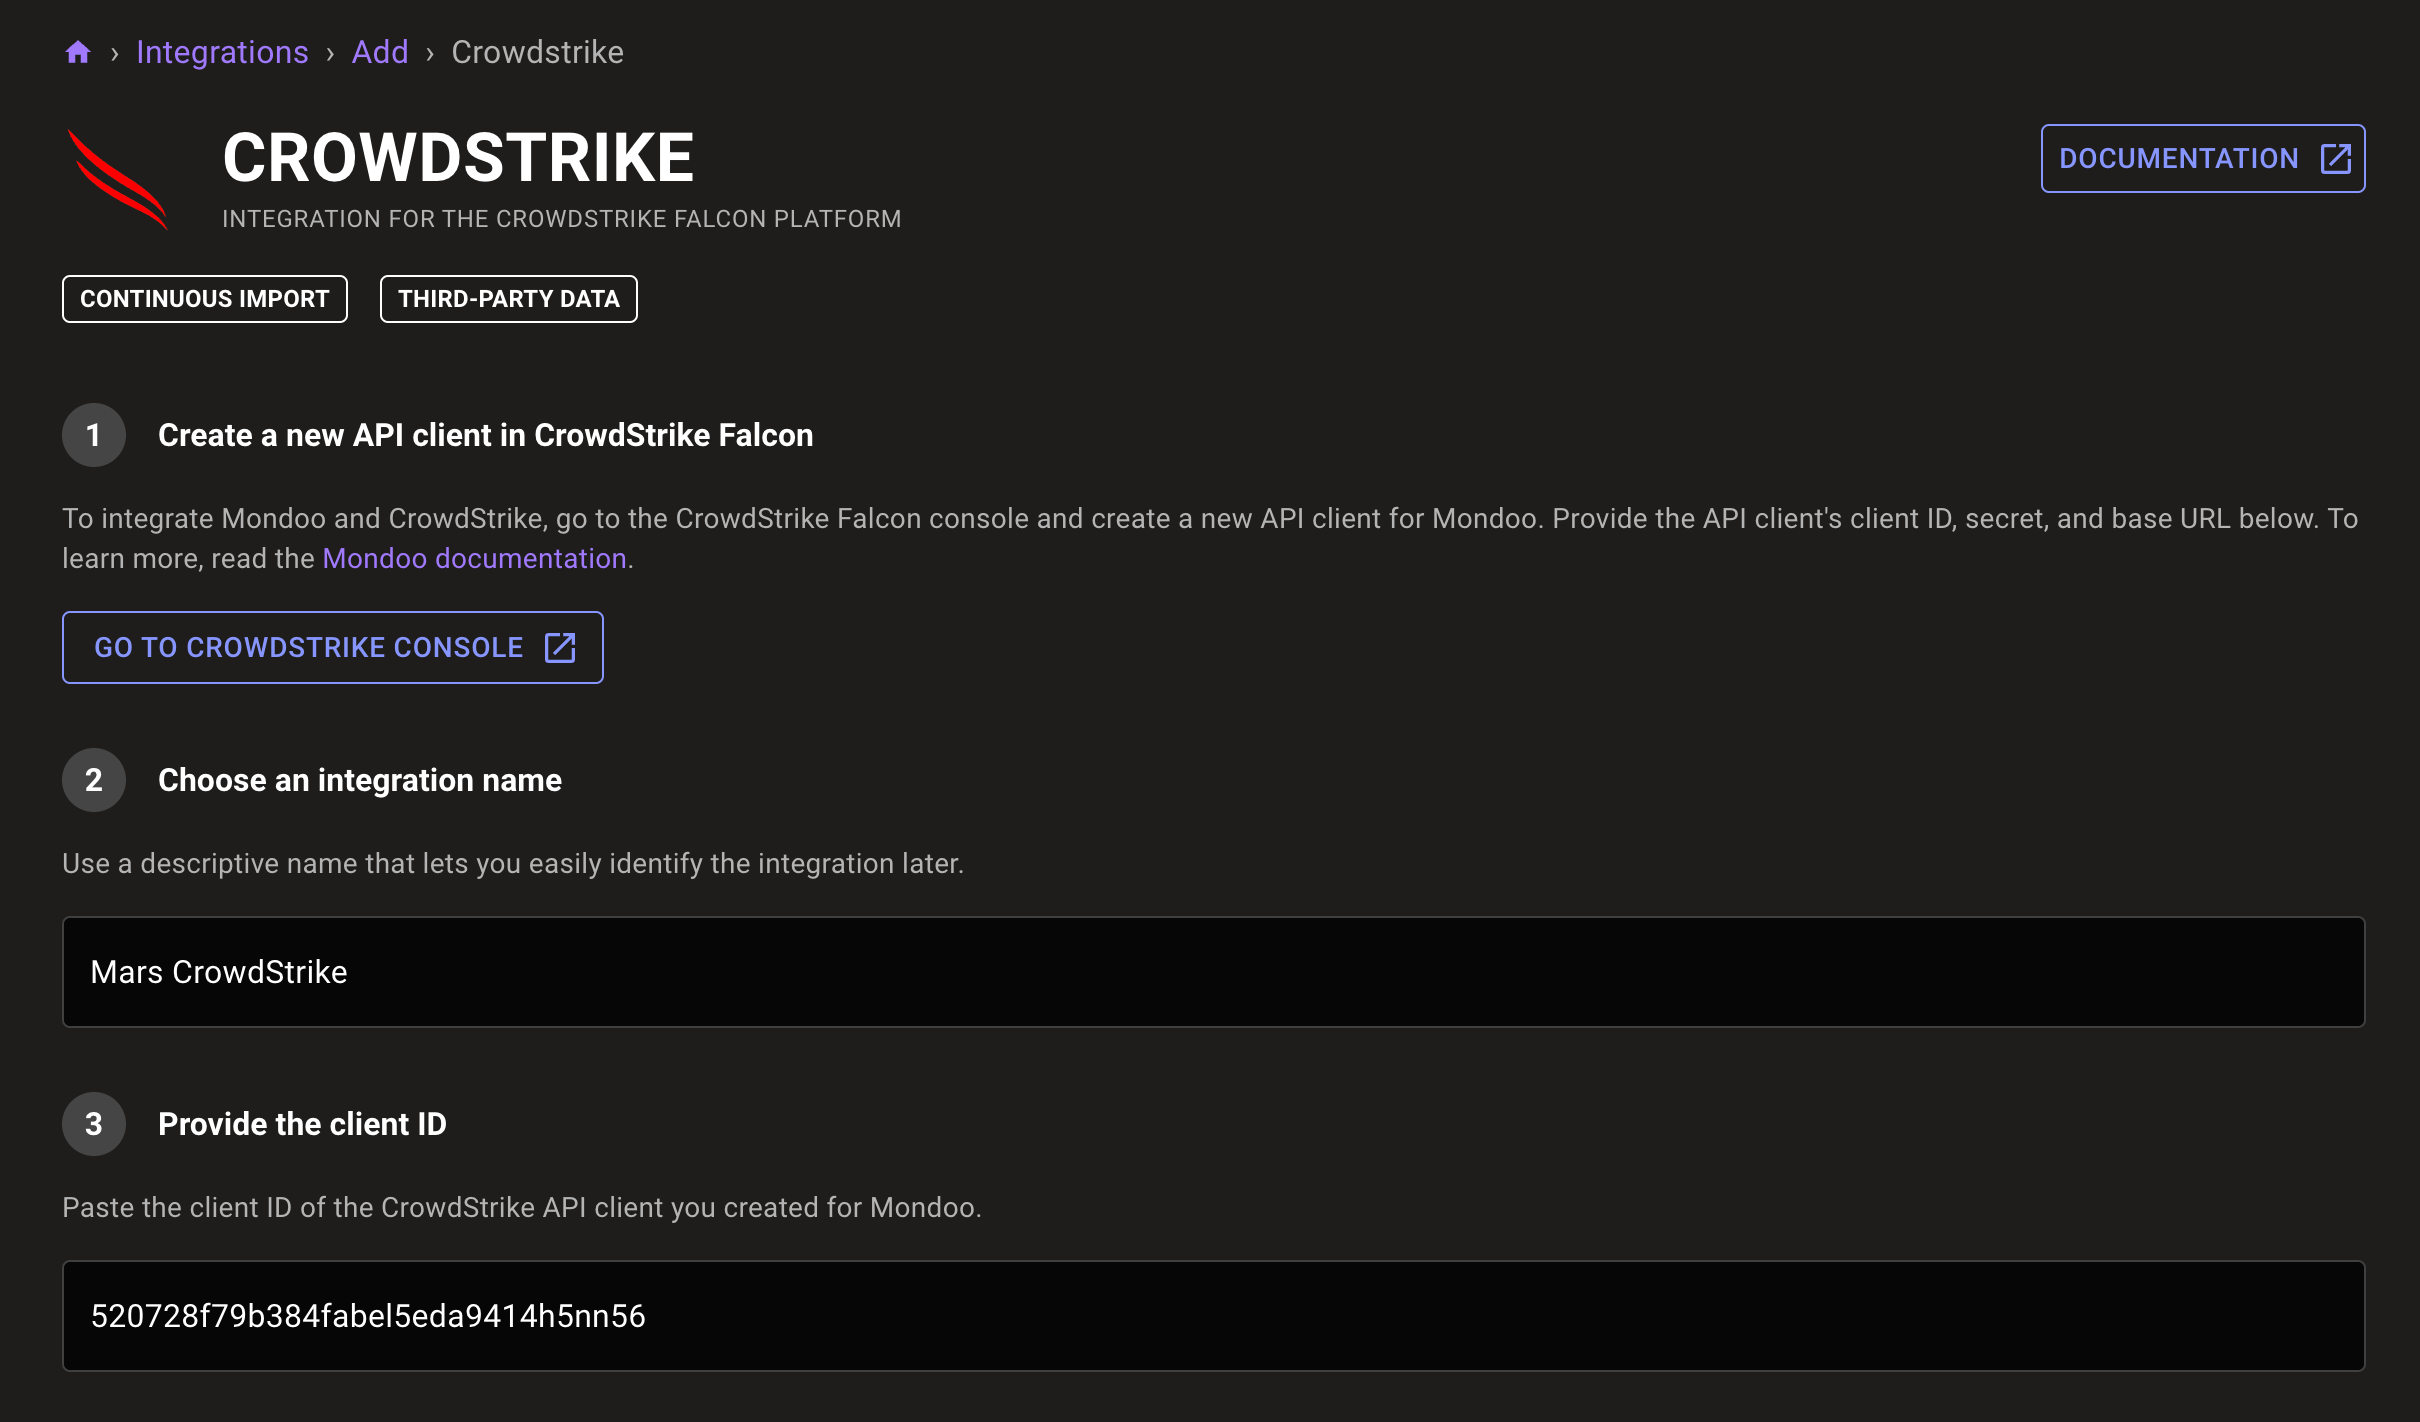 › Integrations › Add › Crowdstrike
CROWDSTRIKE
DOCUMENTATION
INTEGRATION FOR THE CROWDSTRIKE FALCON PLATFORM
CONTINUOUS IMPORT THIRD-PARTY DATA
1 Create a new API client in CrowdStrike Falcon
To integrate Mondoo and CrowdStrike, go to the CrowdStrike Falcon console and create a new API client for Mondoo. Provide the API client's client ID, secret, and base URL below. To
learn more, read the Mondoo documentation.
GO TO CROWDSTRIKE CONSOLE
2 Choose an integration name
Use a descriptive name that lets you easily identify the integration later.
Mars CrowdStrike
3 Provide the client ID
Paste the client ID of the CrowdStrike API client you created for Mondoo.
520728f79b384fabel5eda9414h5nn56